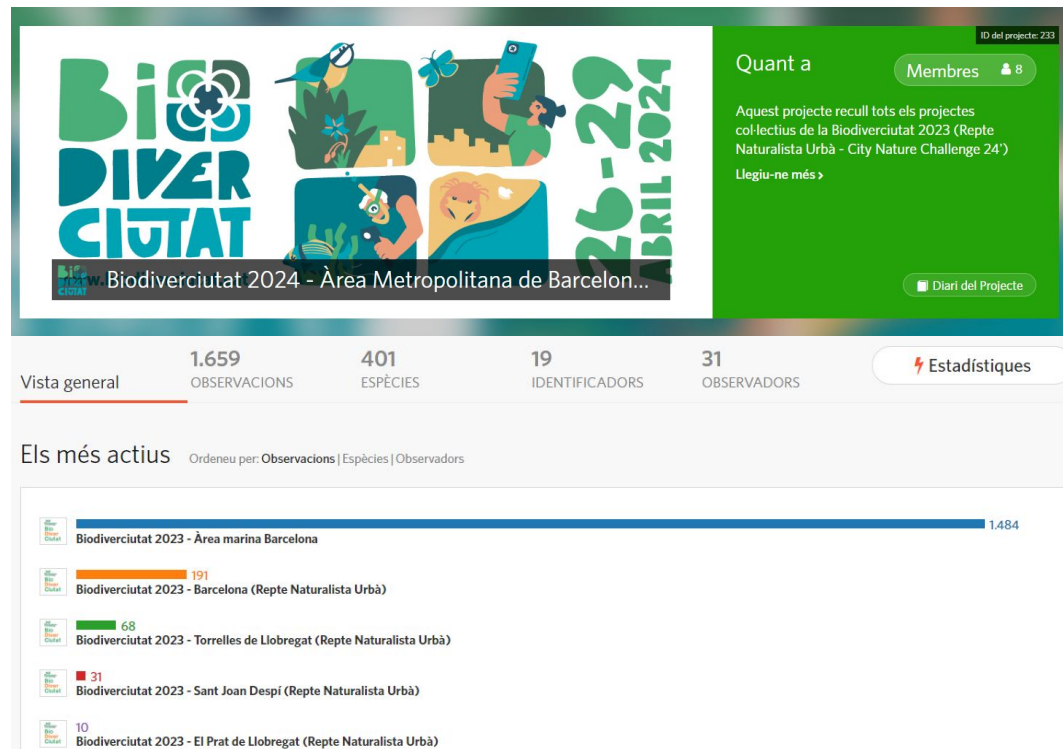 BiO
DIVER
CIUTAT
26-29
ABRIL 2024
Biodiverciutat 2024 - Àrea Metropolitana de Barcelon...
ID del projecte: 233
Quant a
Membres 8
Aquest projecte recull tots els projectes
col·lectius de la Biodiverciutat 2023 (Repte
Naturalista Urbà - City Nature Challenge 24')
Llegiu-ne més ›
Diari del Projecte
Vista general
1.659
OBSERVACIONS
401
ESPÈCIES
19
IDENTIFICADORS
31
OBSERVADORS
Estadístiques
Els més actius
Ordeneu per: Observacions | Espècies | Observadors
1.484
Biodiverciutat 2023 - Àrea marina Barcelona
191
Biodiverciutat 2023 - Barcelona (Repte Naturalista Urbà)
68
Biodiverciutat 2023 - Torrelles de Llobregat (Repte Naturalista Urbà)
31
Biodiverciutat 2023 - Sant Joan Despí (Repte Naturalista Urbà)
10
Biodiverciutat 2023 - El Prat de Llobregat (Repte Naturalista Urbà)